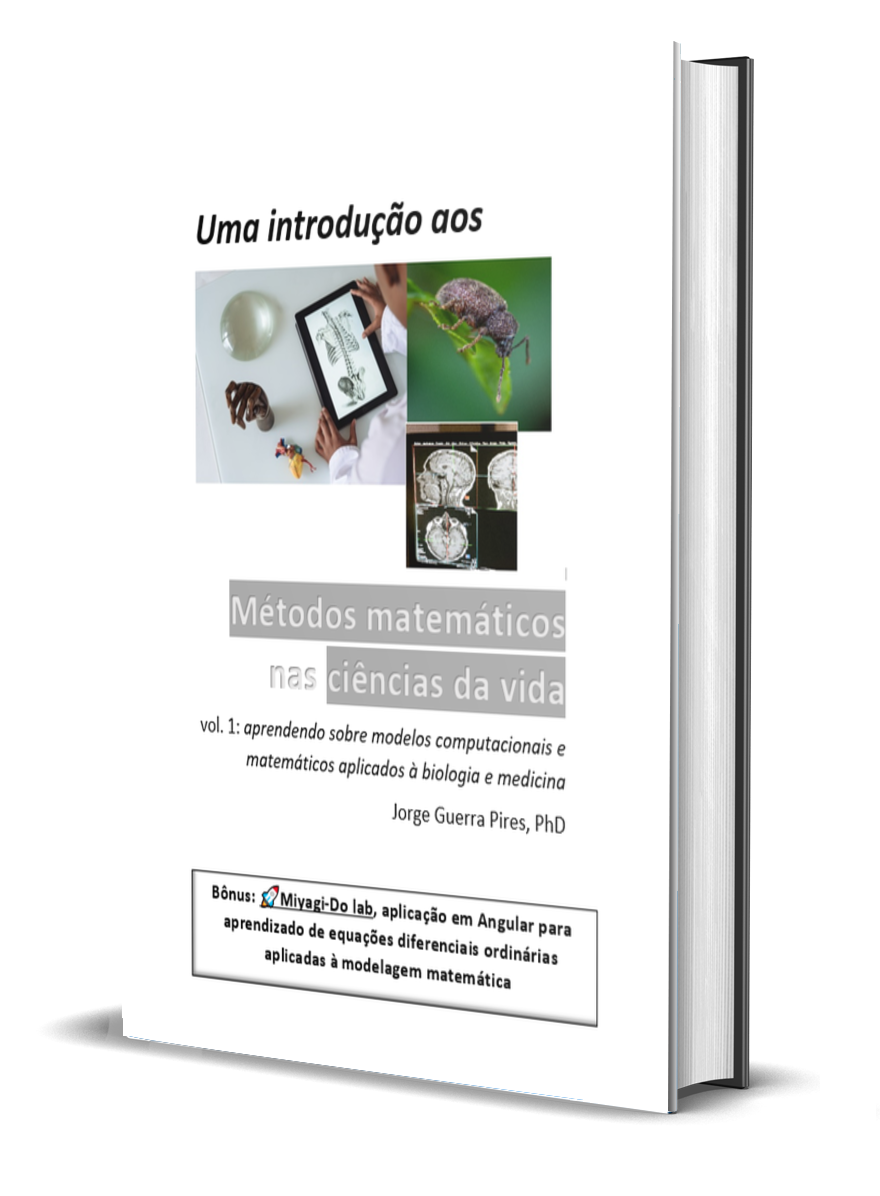 Uma introdução aos
Métodos matemáticos
nas ciências da vida
vol. 1: aprendendo sobre modelos computacionais e
matemáticos aplicados à biologia e medicina
Jorge Guerra Pires, PhD
Bônus: 🚀Miyagi-Do lab, aplicação em Angular para
aprendizado de equações diferenciais ordinárias
aplicadas à modelagem matemática